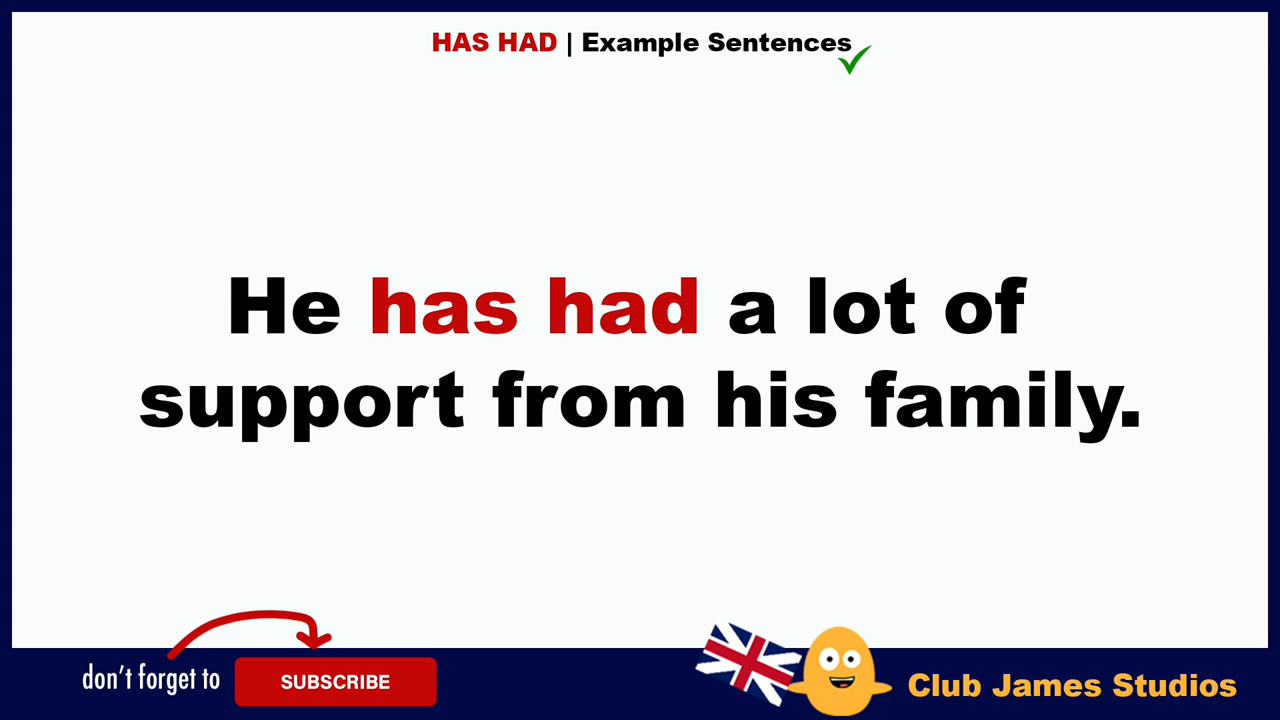 HAS HAD | Example Sentences
He has had a lot of
support from his family.
don't forget to
SUBSCRIBE
Club James Studios